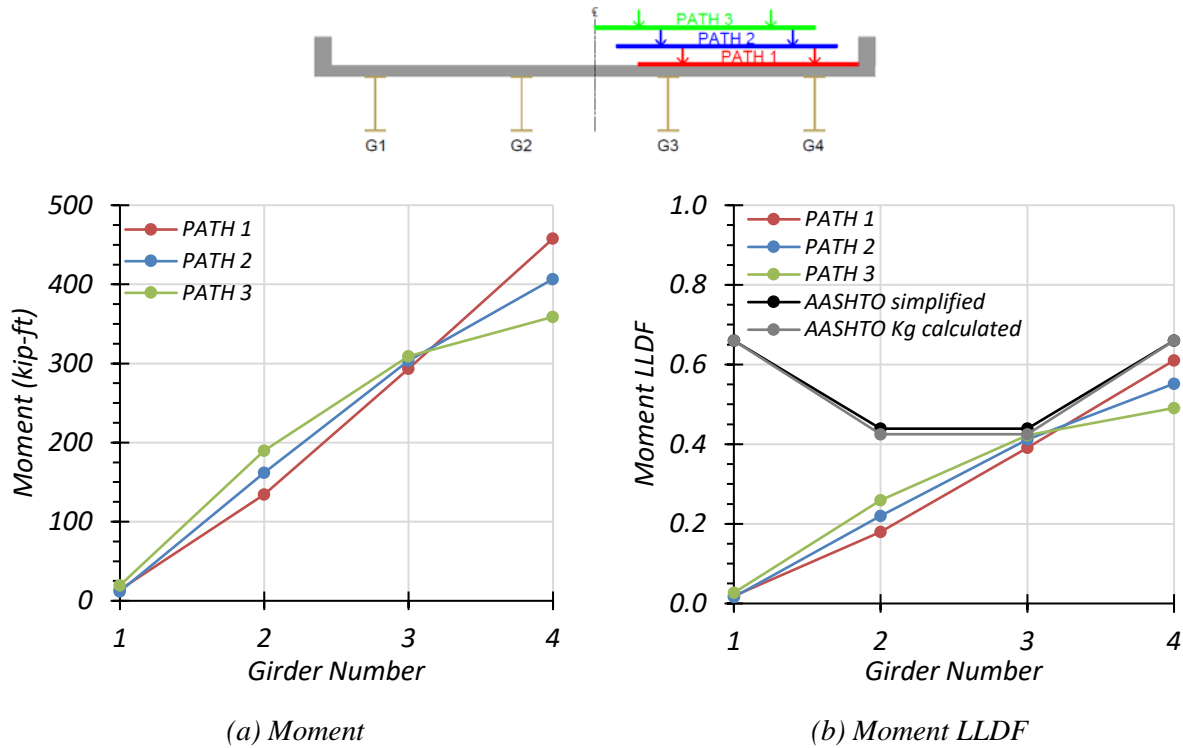 ℄
PATH 3
PATH 2
PATH 1
G1 G2 G3 G4
500
400
300
200
100
0
Moment (kip-ft)
PATH 1
PATH 2
PATH 3
1 2 3 4
Girder Number
(a) Moment
1.0
0.8
0.6
0.4
0.2
0.0
Moment LLDF
PATH 1
PATH 2
PATH 3
AASHTO simplified
AASHTO Kg calculated
1 2 3 4
Girder Number
(b) Moment LLDF